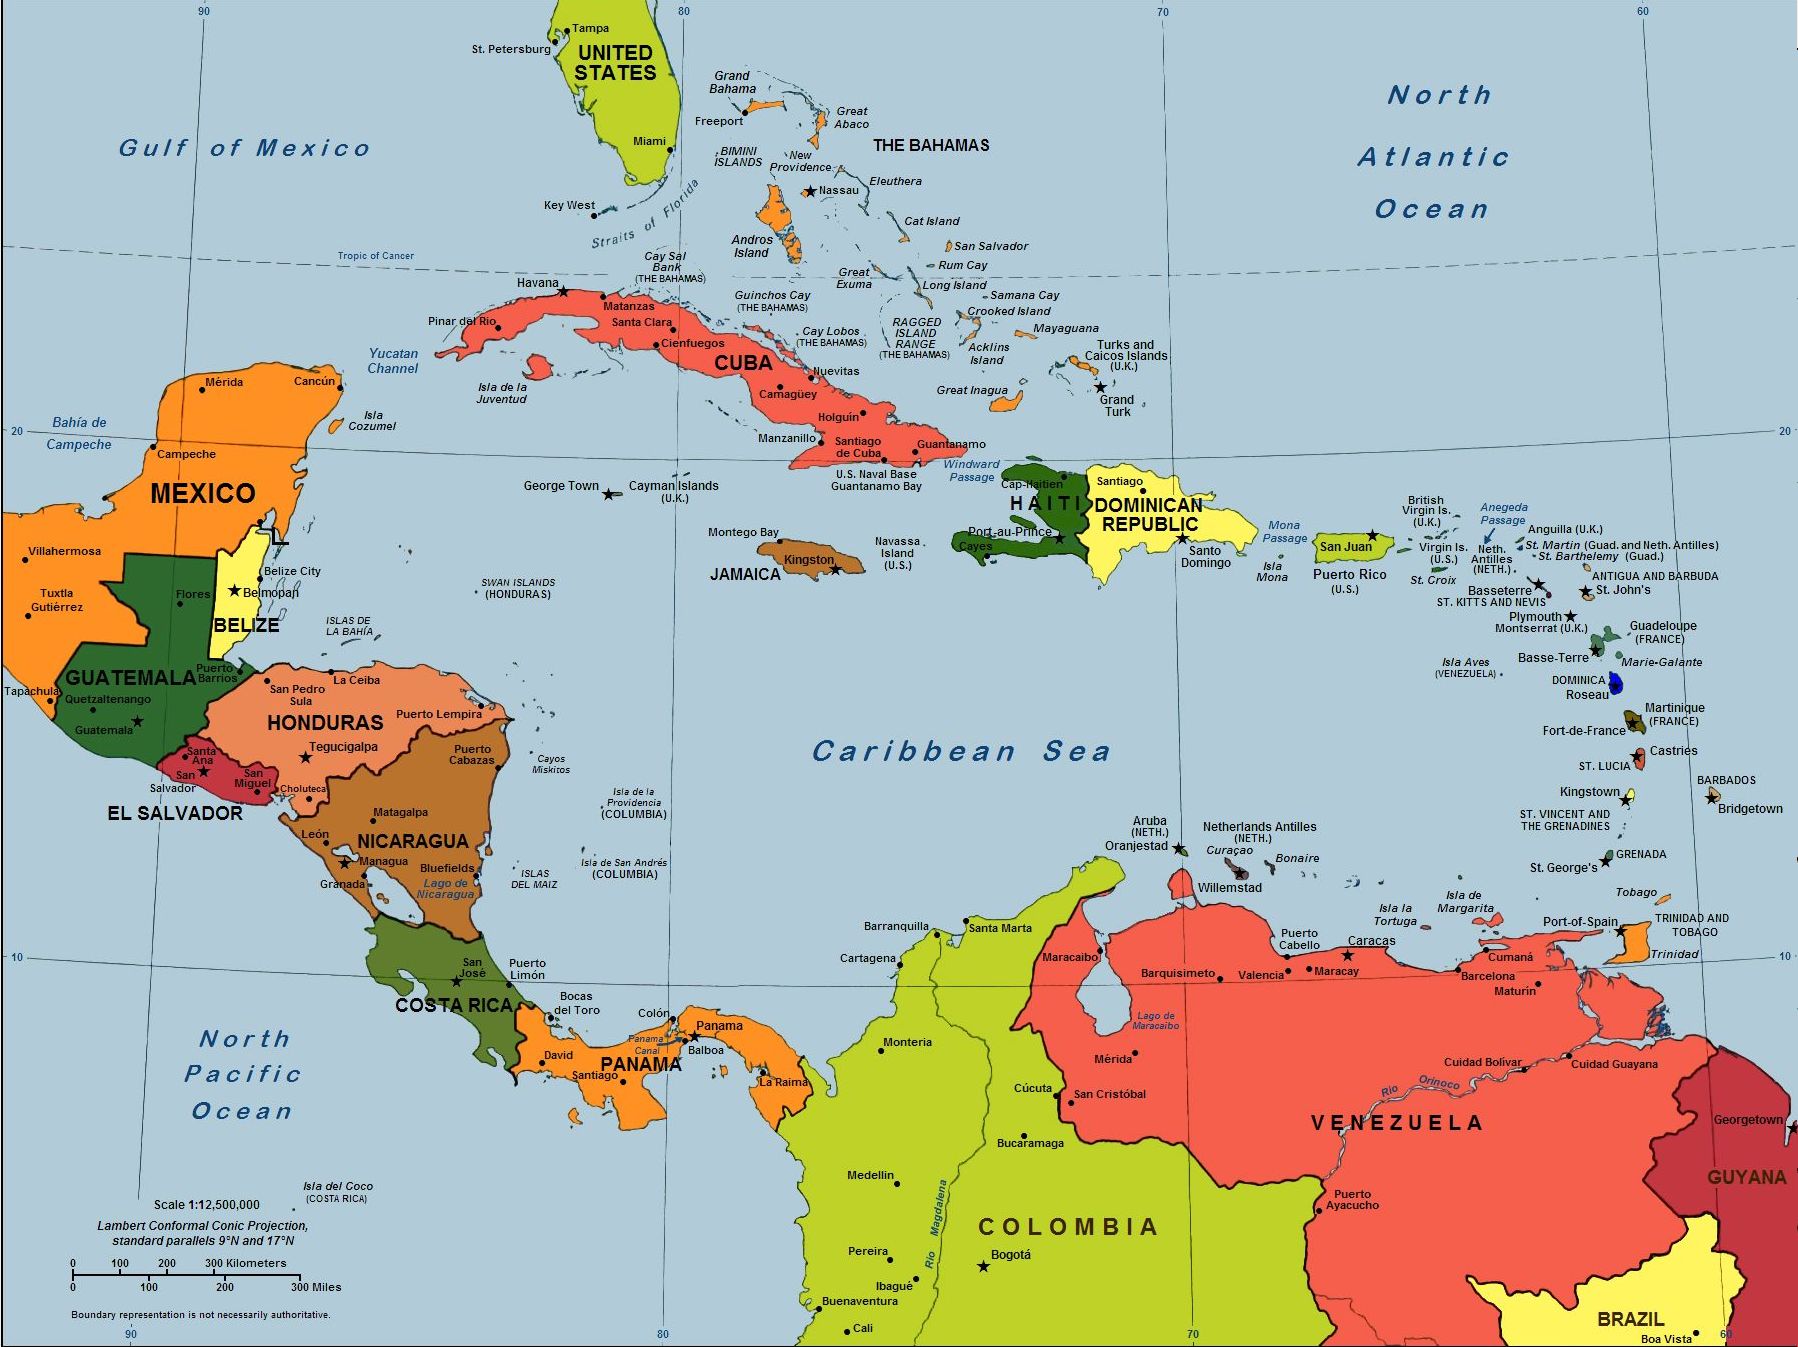 90
80
70
60
Tampa
St. Petersburg
UNITED
STATES
Miami
Key West
Straits of Florida
Gulf of Mexico
North
Atlantic
Ocean
Grand
Bahama
Freeport
Great
Abaco
THE BAHAMAS
BIMINI
ISLANDS
New
Providence
Nassau
Eleuthera
Cat Island
Andros
Island
San Salvador
Rum Cay
Great
Exuma
Long Island
Samana Cay
Crooked Island
Mayaguana
Acklins
Island
RAGGED
ISLAND
RANGE
(THE BAHAMAS)
Turks and
Caicos Islands
(U.K.)
Grand
Turk
Great Inagua
Tropic of Cancer
Cay Sal
Bank
(THE BAHAMAS)
Guinchos Cay
(THE BAHAMAS)
Cay Lobos
(THE BAHAMAS)
Havana
Matanzas
Pinar del Rio
Santa Clara
Cienfuegos
CUBA
Nuevitas
Camagüey
Holguín
Manzanillo
Santiago
de Cuba
Guantanamo
U.S. Naval Base
Guantanamo Bay
Isla de la
Juventud
Yucatan
Channel
Windward
Passage
Mérida
Cancún
Isla
Cozumel
Bahía de
Campeche
20
20
Campeche
MEXICO
Villahermosa
Tuxtla
Gutiérrez
Tapachula
George Town
Cayman Islands
(U.K.)
Montego Bay
Kingston
JAMAICA
Navassa
Island
(U.S.)
Cap-Haitien
HAITI
Port-au-Prince
Cayes
Santiago
DOMINICAN
REPUBLIC
Santo
Domingo
Mona
Passage
Isla
Mona
San Juan
Puerto Rico
(U.S.)
British
Virgin Is.
(U.K.)
Virgin Is.
(U.S.)
St. Croix
Anegeda
Passage
Neth.
Antilles
(NETH.)
Anguilla (U.K.)
St. Martin (Guad. and Neth. Antilles)
St. Barthelemy (Guad.)
ANTIGUA AND BARBUDA
St. John's
Basseterre
ST. KITTS AND NEVIS
Plymouth
Montserrat (U.K.)
Guadeloupe
(FRANCE)
Basse-Terre
Marie-Galante
Isla Aves
(VENEZUELA)
DOMINICA
Roseau
Martinique
(FRANCE)
Fort-de-France
Castries
ST. LUCIA
BARBADOS
Bridgetown
Kingstown
ST. VINCENT AND
THE GRENADINES
GRENADA
St. George's
Tobago
TRINIDAD AND
TOBAGO
Port-of-Spain
Trinidad
Belize City
Belmopan
BELIZE
Flores
GUATEMALA
Puerto
Barrios
Quetzaltenango
Guatemala
SWAN ISLANDS
(HONDURAS)
ISLAS DE
LA BAHÍA
San Pedro
Sula
La Ceiba
HONDURAS
Puerto Lempira
Tegucigalpa
Choluteca
Santa
Ana
San
Salvador
San
Miguel
EL SALVADOR
Puerto
Cabazas
Cayos
Miskitos
Matagalpa
NICARAGUA
León
Managua
Granada
Bluefields
Lago de
Nicaragua
Isla de la
Providencia
(COLUMBIA)
Isla de San Andrés
(COLUMBIA)
ISLAS
DEL MAIZ
Caribbean Sea
San
José
Puerto
Limón
COSTA RICA
Bocas
del Toro
David
Colón
Panama
Panama
Canal
Balboa
PANAMA
Santiago
La Raima
Aruba
(NETH.)
Oranjestad
Netherlands Antilles
(NETH.)
Curaçao
Bonaire
Willemstad
Isla la
Tortuga
Isla de
Margarita
Barranquilla
Santa Marta
Cartagena
Maracaibo
Lago de
Maracaibo
Barquisimeto
Puerto
Cabello
Valencia
Caracas
Maracay
Cumaná
Barcelona
Maturín
10
10
Mérida
San Cristóbal
Cúcuta
Bucaramaga
Monteria
Medellin
Pereira
Ibagué
Buenaventura
Cali
Rio Magdalena
Bogotá
COLOMBIA
VENEZUELA
Rio Orinoco
Cuidad Bolívar
Cuidad Guayana
Puerto
Ayacucho
Georgetown
GUYANA
BRAZIL
Boa Vista
North
Pacific
Ocean
Isla del Coco
(COSTA RICA)
Scale 1:12,500,000
Lambert Conformal Conic Projection,
standard parallels 9°N and 17°N
0 100 200 300 Kilometers
0 100 200 300 Miles
Boundary representation is not necessarily authoritative.
90
80
70
60